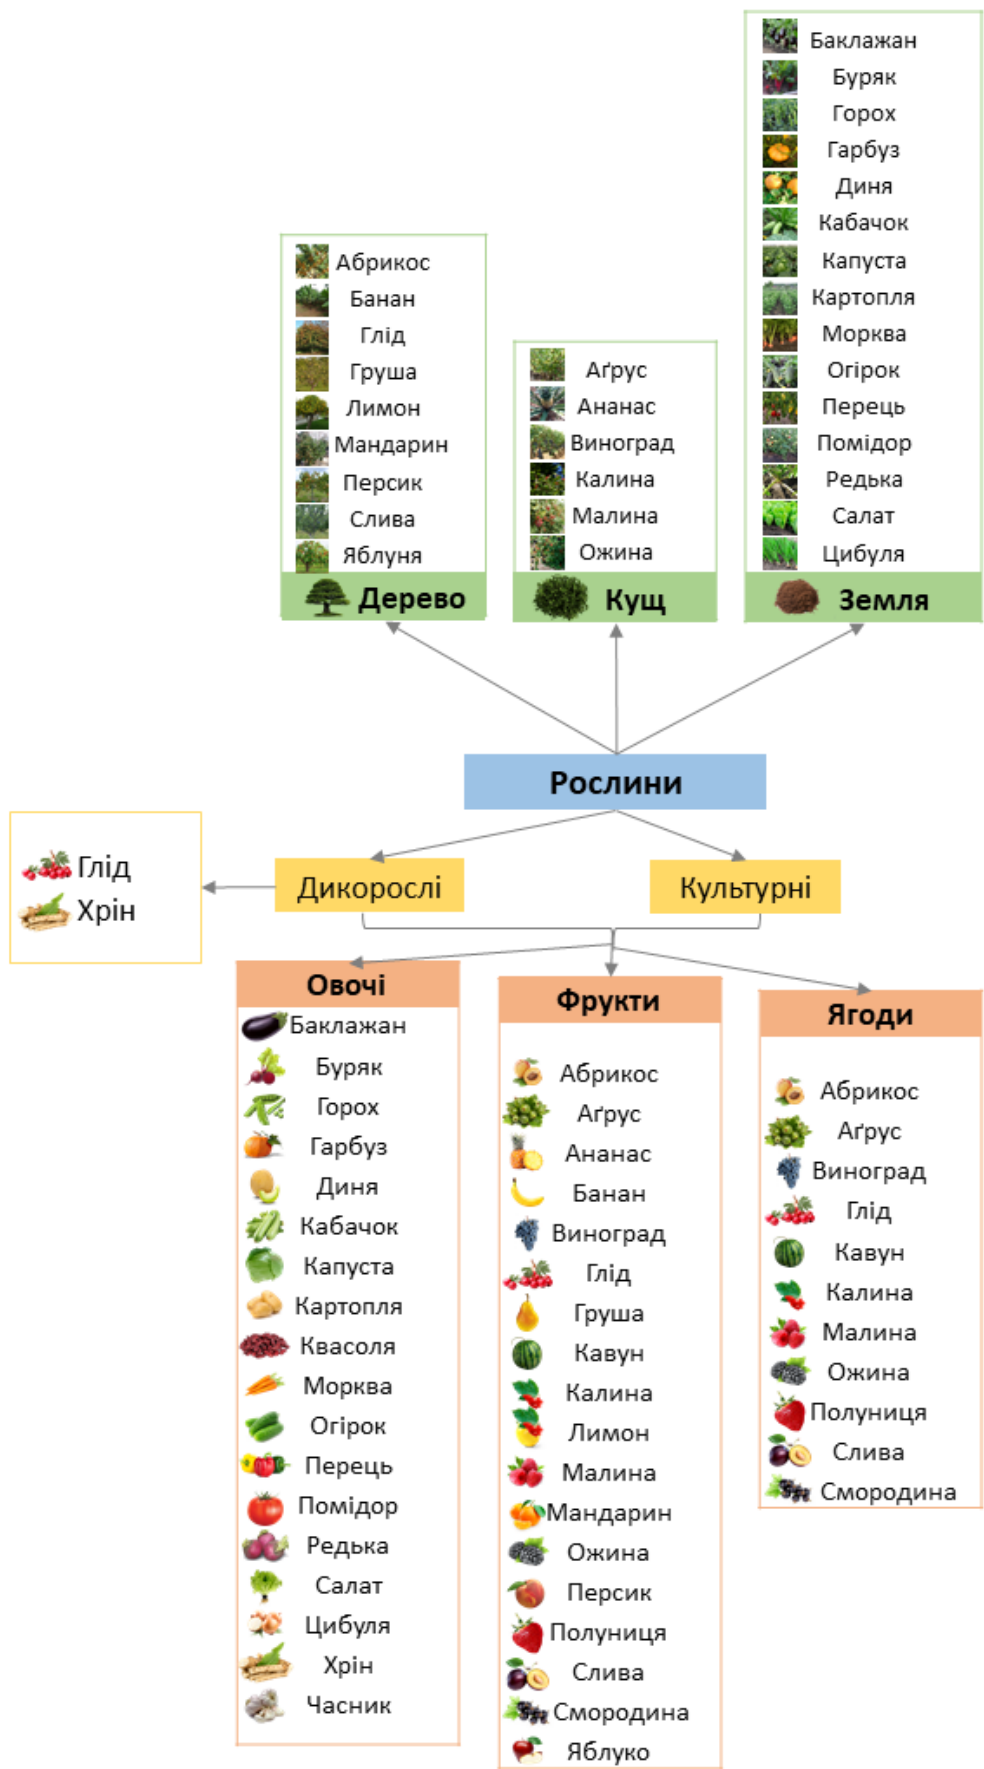 Абрикос
Банан
Глід
Груша
Лимон
Мандарин
Персик
Слива
Яблуня
Дерево
Аґрус
Ананас
Виноград
Калина
Малина
Ожина
Кущ
Баклажан
Буряк
Горох
Гарбуз
Диня
Кабачок
Капуста
Картопля
Морква
Огірок
Перець
Помідор
Редька
Салат
Цибуля
Земля
Рослини
Дикорослі
Культурні
Глід
Хрін
Овочі
Баклажан
Буряк
Горох
Гарбуз
Диня
Кабачок
Капуста
Картопля
Квасоля
Морква
Огірок
Перець
Помідор
Редька
Салат
Цибуля
Хрін
Часник
Фрукти
Абрикос
Аґрус
Ананас
Банан
Виноград
Глід
Груша
Кавун
Калина
Лимон
Малина
Мандарин
Ожина
Персик
Полуниця
Слива
Смородина
Яблуко
Ягоди
Абрикос
Аґрус
Виноград
Глід
Кавун
Калина
Малина
Ожина
Полуниця
Слива
Смородина